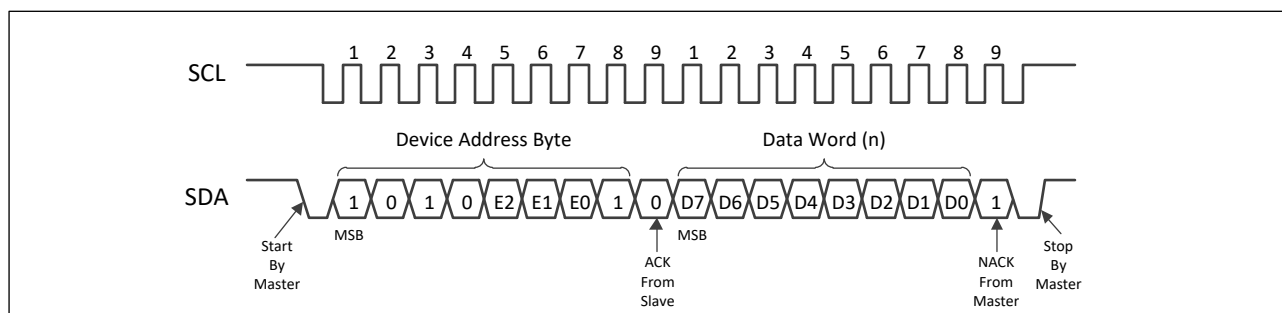 1 2 3 4 5 6 7 8 9 1 2 3 4 5 6 7 8 9
SCL
Device Address Byte Data Word (n)
SDA
1 0 1 0 E2 E1 E0 1 0 D7 D6 D5 D4 D3 D2 D1 D0 1
MSB MSB
Start
By
Master
ACK
From
Slave
NACK
From
Master
Stop
By
Master